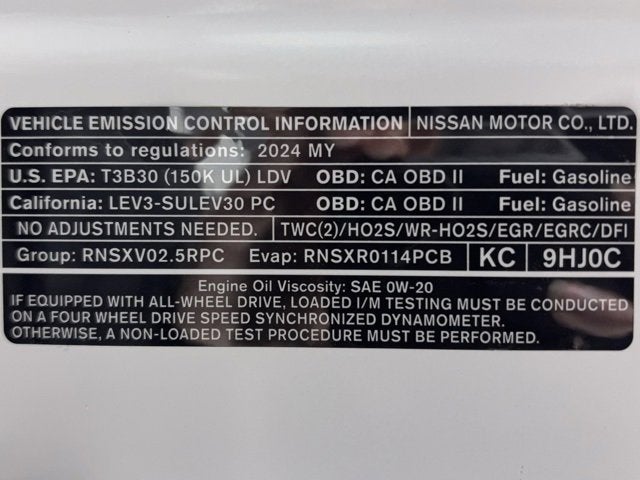 VEHICLE EMISSION CONTROL INFORMATION NISSAN MOTOR CO., LTD.
Conforms to regulations: 2024 MY
U.S. EPA: T3B30 (150K UL) LDV OBD: CA OBD II Fuel: Gasoline
California: LEV3-SULEV30 PC OBD: CA OBD II Fuel: Gasoline
NO ADJUSTMENTS NEEDED. TWC(2)/HO2S/WR-HO2S/EGR/EGRC/DFI
Group: RNSXV02.5RPC Evap: RNSXR0114PCB KC 9HJ0C
Engine Oil Viscosity: SAE 0W-20
IF EQUIPPED WITH ALL-WHEEL DRIVE, LOADED I/M TESTING MUST BE CONDUCTED
ON A FOUR WHEEL DRIVE SPEED SYNCHRONIZED DYNAMOMETER.
OTHERWISE, A NON-LOADED TEST PROCEDURE MUST BE PERFORMED.